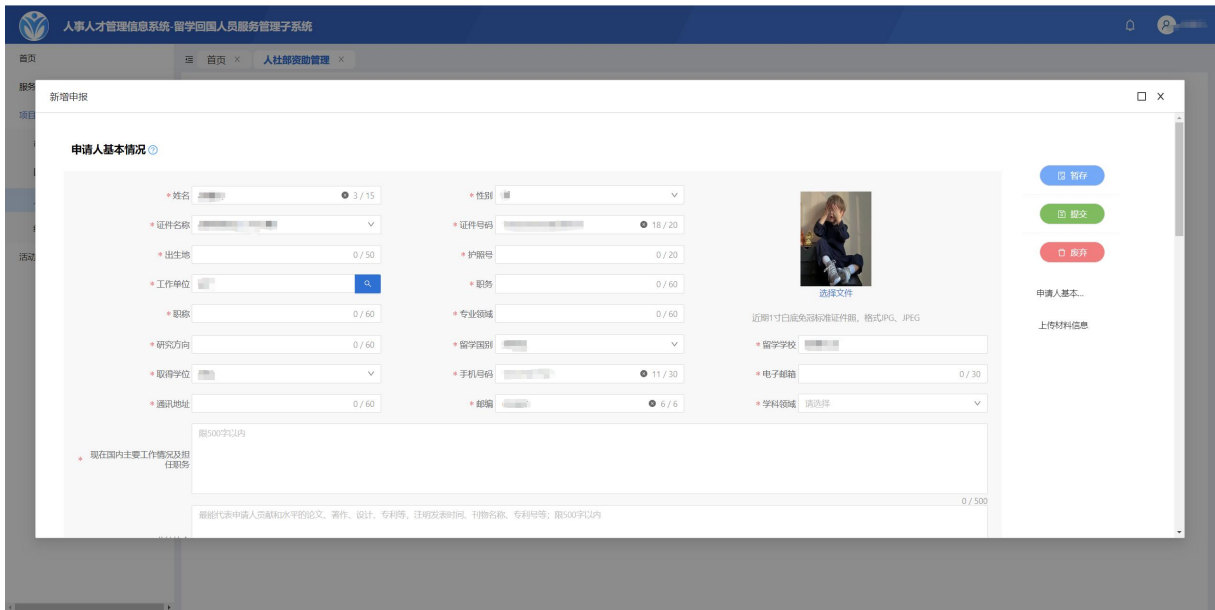 人事人才管理信息系统-留学回国人员服务管理子系统
首页
首页 ×
人社部资助管理 ×
服务
新增申报
项目
申请人基本情况
暂存
* 姓名 3 / 15
* 性别
* 证件名称
* 证件号码 18 / 20
提交
* 出生地 0 / 50
* 护照号 0 / 20
废弃
活动
* 工作单位
* 职务 0 / 60
选择文件
申请人基本...
* 职称 0 / 60
* 专业领域 0 / 60
近期1寸白底免冠标准证件照，格式JPG、JPEG
上传材料信息
* 研究方向 0 / 60
* 留学国别
* 留学学校
* 取得学位
* 手机号码 11 / 30
* 电子邮箱 0 / 30
* 通讯地址 0 / 60
* 邮编 6 / 6
* 学科领域 请选择
限500字以内
* 现在国内主要工作情况及担
任职务
0 / 500
最能代表申请人贡献和水平的论文、著作、设计、专利等，注明发表时间、刊物名称、专利号等；限500字以内